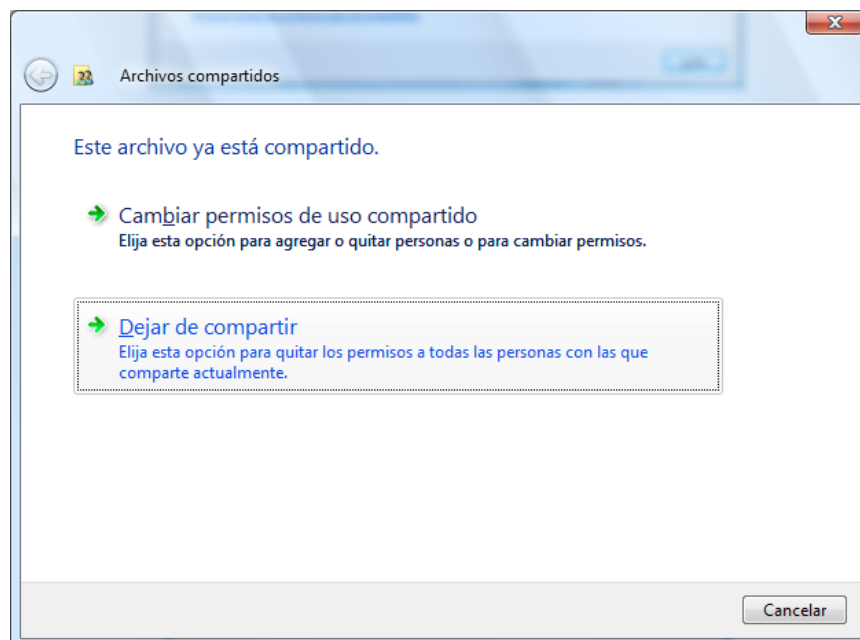 Archivos compartidos
Este archivo ya está compartido.
Cambiar permisos de uso compartido
Elija esta opción para agregar o quitar personas o para cambiar permisos.
Dejar de compartir
Elija esta opción para quitar los permisos a todas las personas con las que
comparte actualmente.
Cancelar